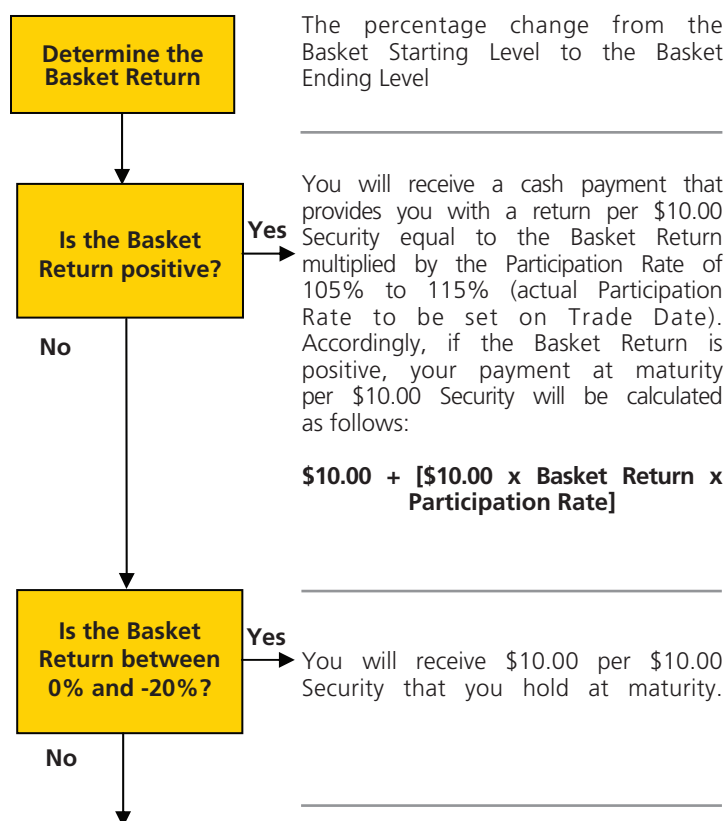 Determine the
Basket Return
The percentage change from the
Basket Starting Level to the Basket
Ending Level
Is the Basket
Return positive?
Yes
You will receive a cash payment that
provides you with a return per $10.00
Security equal to the Basket Return
multiplied by the Participation Rate of
105% to 115% (actual Participation
Rate to be set on Trade Date).
Accordingly, if the Basket Return is
positive, your payment at maturity
per $10.00 Security will be calculated
as follows:
$10.00 + [$10.00 x Basket Return x
Participation Rate]
No
Is the Basket
Return between
0% and -20%?
Yes
You will receive $10.00 per $10.00
Security that you hold at maturity.
No